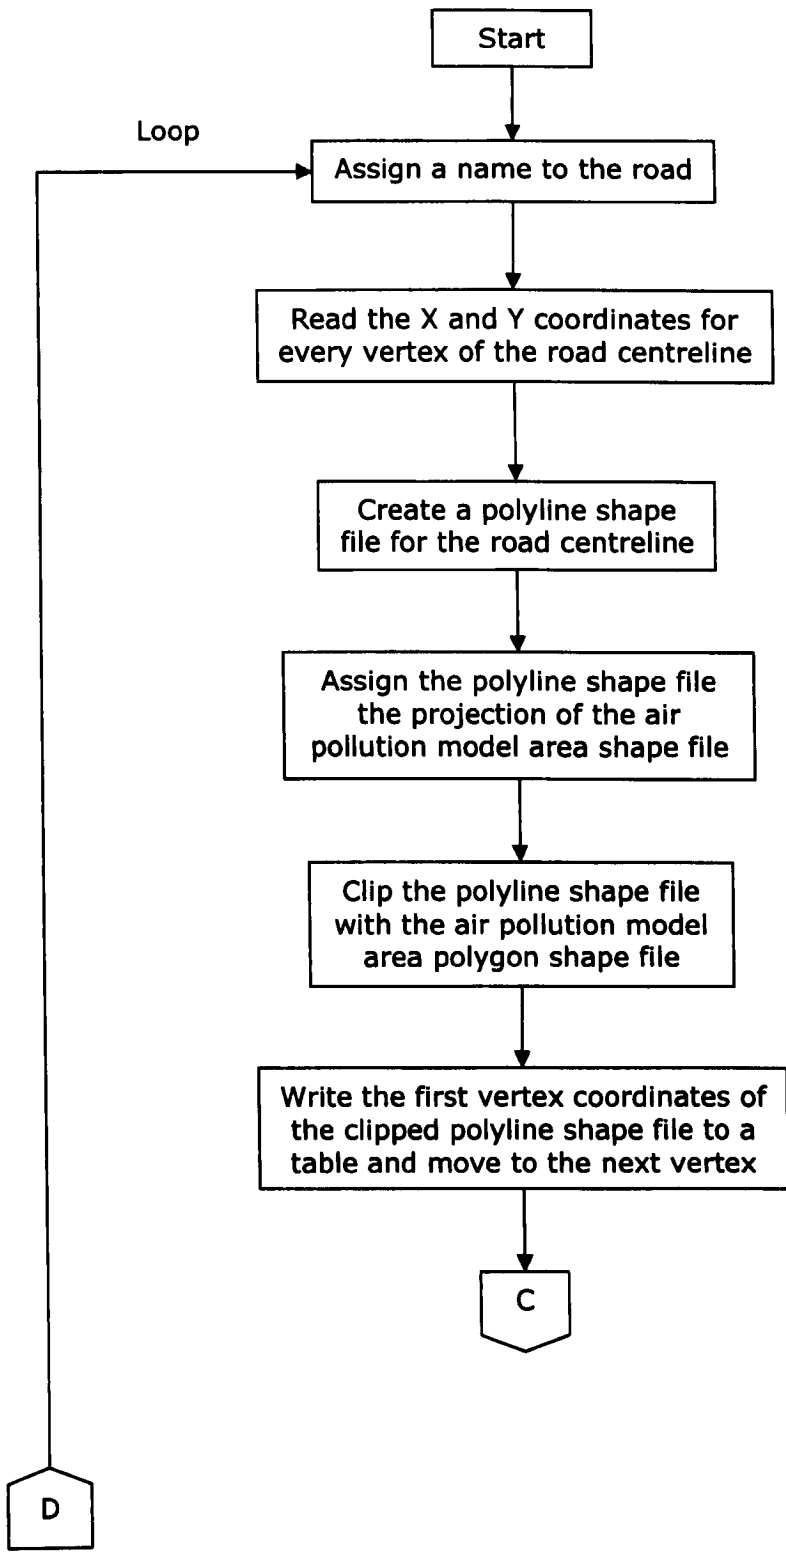 Start
Loop
Assign a name to the road
Read the X and Y coordinates for
every vertex of the road centreline
Create a polyline shape
file for the road centreline
Assign the polyline shape file
the projection of the air
pollution model area shape file
Clip the polyline shape file
with the air pollution model
area polygon shape file
Write the first vertex coordinates of
the clipped polyline shape file to a
table and move to the next vertex
C
D